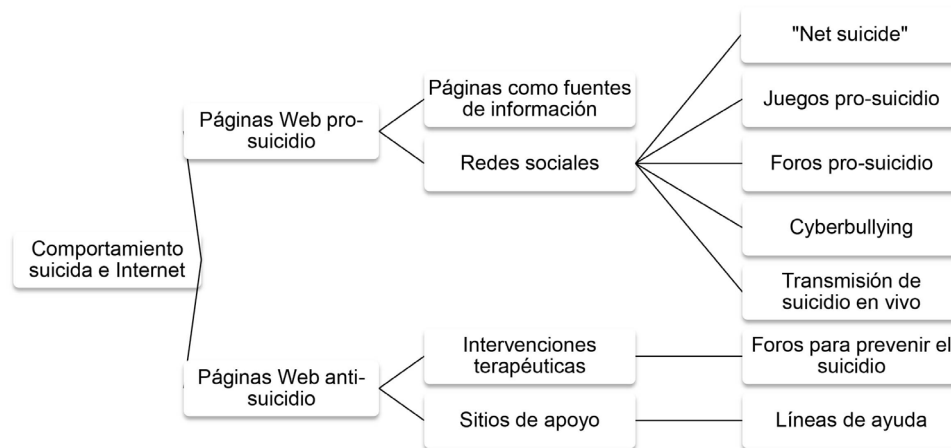 Comportamiento
suicida e Internet
Páginas Web pro-
suicidio
Páginas como fuentes
de información
Redes sociales
"Net suicide"
Juegos pro-suicidio
Foros pro-suicidio
Cyberbullying
Transmisión de
suicidio en vivo
Páginas Web anti-
suicidio
Intervenciones
terapéuticas
Foros para prevenir el
suicidio
Sitios de apoyo
Líneas de ayuda